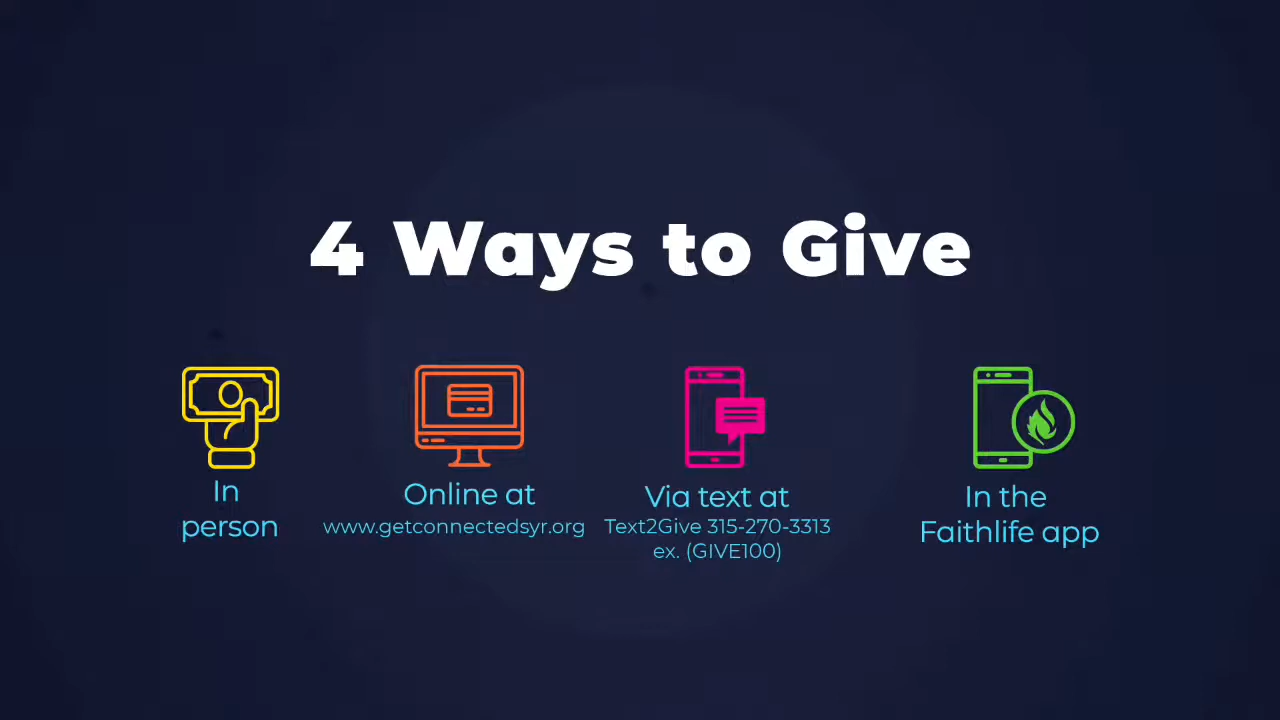 4 Ways to Give
In
person
Online at
www.getconnectedsyr.org
Via text at
Text2Give 315-270-3313
ex. (GIVE100)
In the
Faithlife app